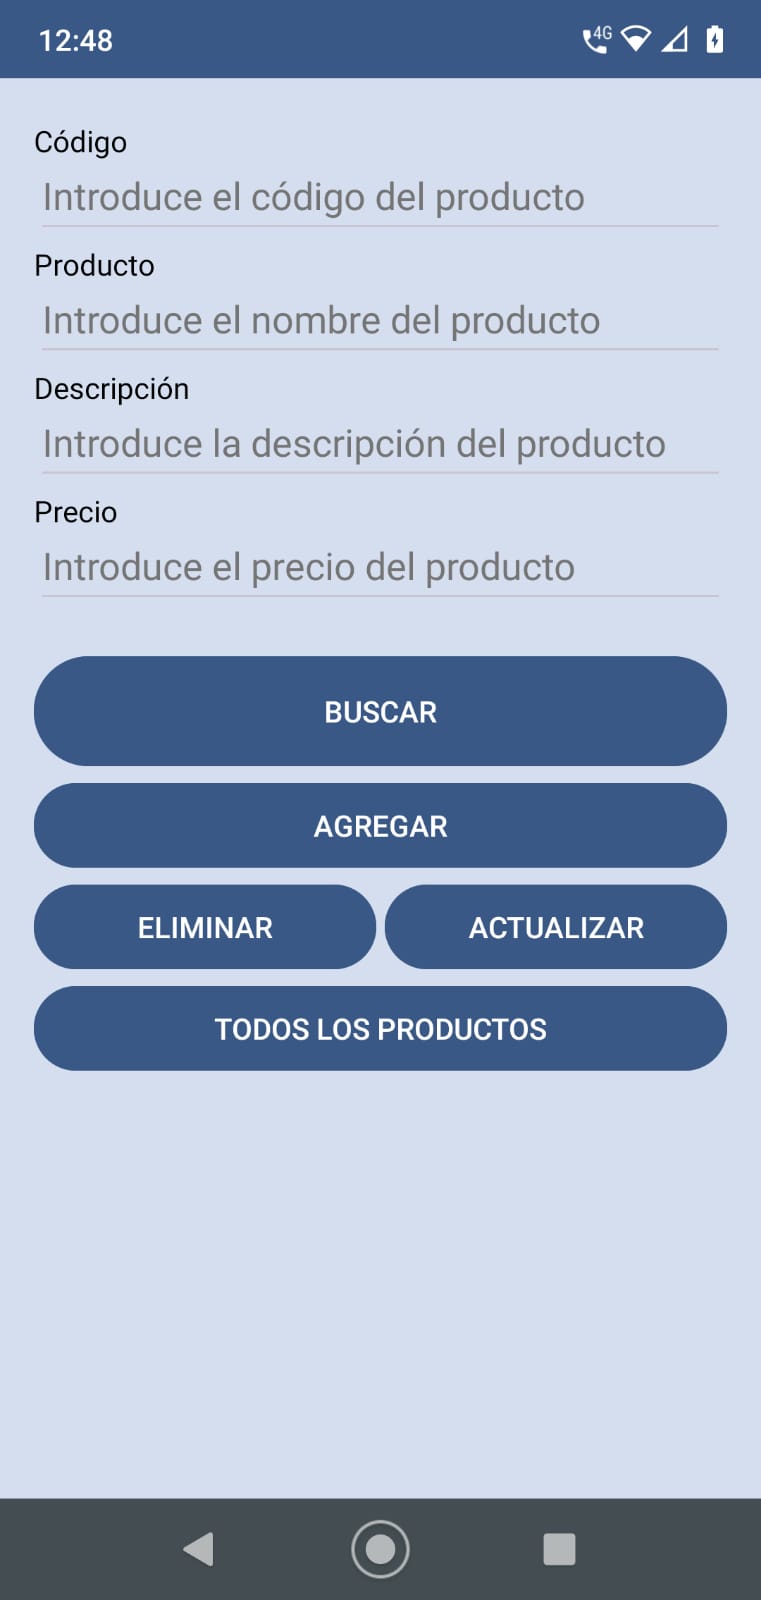 12:48
4G
Código
Introduce el código del producto
Producto
Introduce el nombre del producto
Descripción
Introduce la descripción del producto
Precio
Introduce el precio del producto
BUSCAR
AGREGAR
ELIMINAR
ACTUALIZAR
TODOS LOS PRODUCTOS